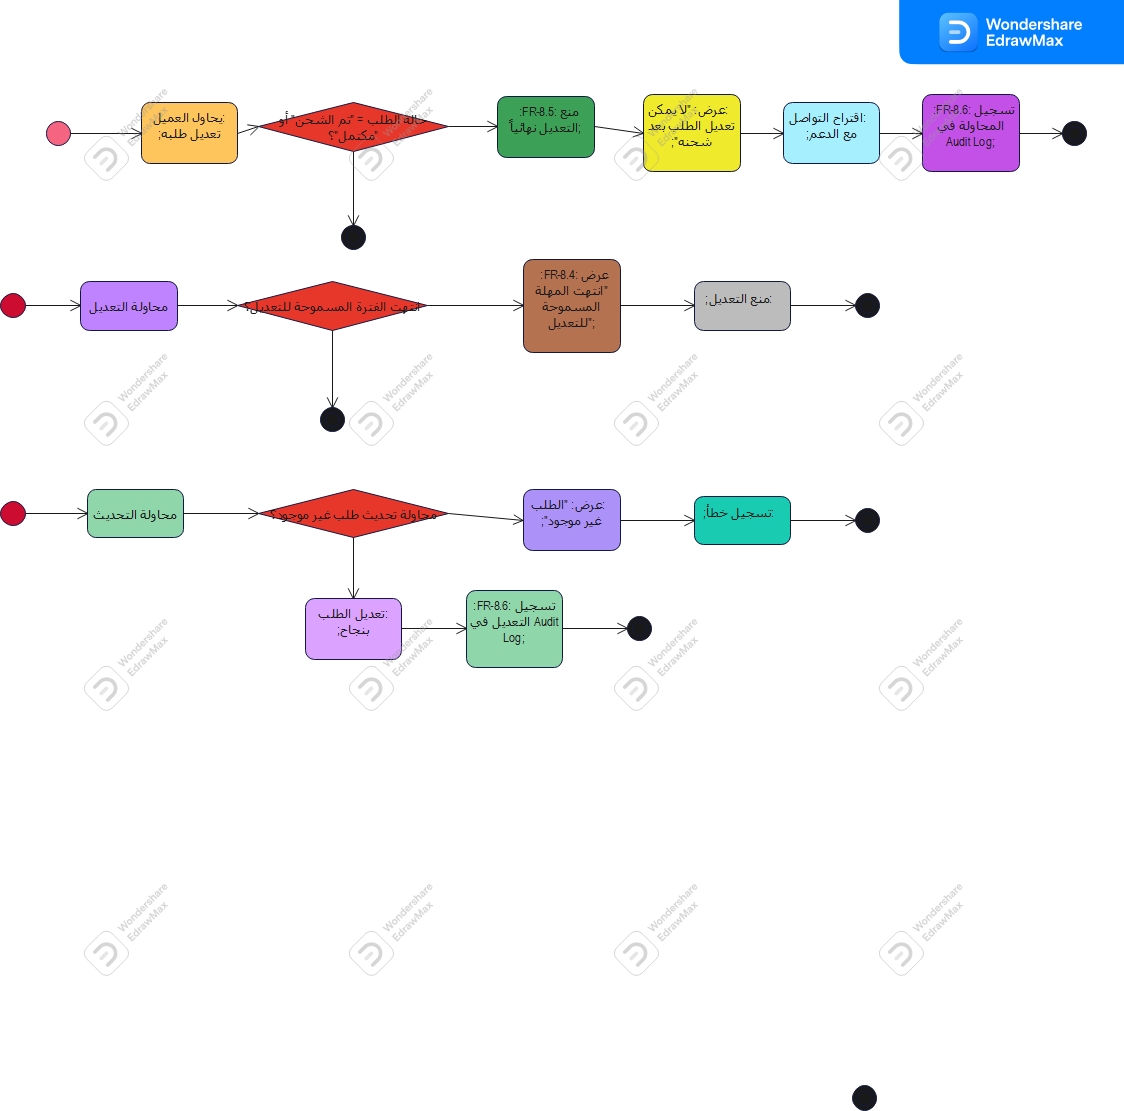 Wondershare
EdrawMax
:يحاول العميل
تعديل طلبه;
حالة الطلب = "تم الشحن" أو
"مكتمل"؟
:FR-8.5: منع
التعديل نهائياً;
:عرض: "لا يمكن
تعديل الطلب بعد
شحنه";
:اقتراح التواصل
مع الدعم;
:FR-8.6: تسجيل
المحاولة في
Audit Log;
محاولة التعديل
انتهت الفترة المسموحة للتعديل؟
:FR-8.4: عرض
"انتهت المهلة
المسموحة
للتعديل";
:منع التعديل;
محاولة التحديث
محاولة تحديث طلب غير موجود؟
:عرض: "الطلب
غير موجود";
:تسجيل خطأ;
:تعديل الطلب
بنجاح;
:FR-8.6: تسجيل
التعديل في Audit
Log;